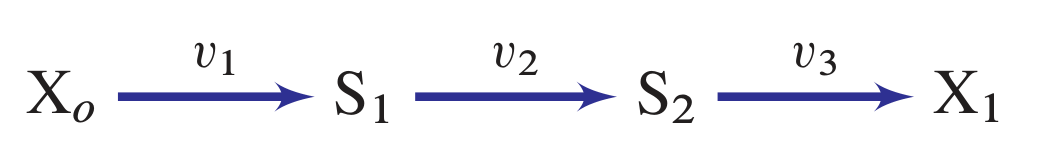 v₁ v₂ v₃
Xₒ S₁ S₂ X₁